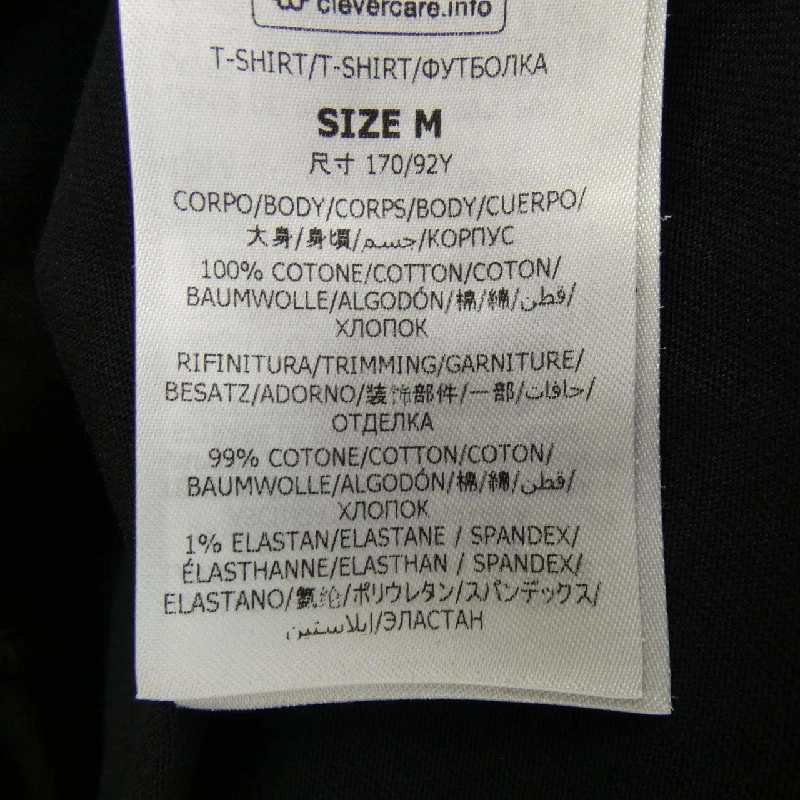 clevercare.info
T-SHIRT/T-SHIRT/ФУТБОЛКА
SIZE M
尺寸 170/92Y
CORPO/BODY/CORPS/BODY/CUERPO/
大身/身頃/جسم/КОРПУС
100% COTONE/COTTON/COTON/
BAUMWOLLE/ALGODÓN/棉/綿/قطن/
ХЛОПОК
RIFINITURA/TRIMMING/GARNITURE/
BESATZ/ADORNO/装饰部件/一部/حافات/
ОТДЕЛКА
99% COTONE/COTTON/COTON/
BAUMWOLLE/ALGODÓN/棉/綿/قطن/
ХЛОПОК
1% ELASTAN/ELASTANE / SPANDEX/
ÉLASTHANNE/ELASTHAN / SPANDEX/
ELASTANO/氨纶/ポリウレタン/スパンデックス/
إيلاستين/ЭЛАСТАН